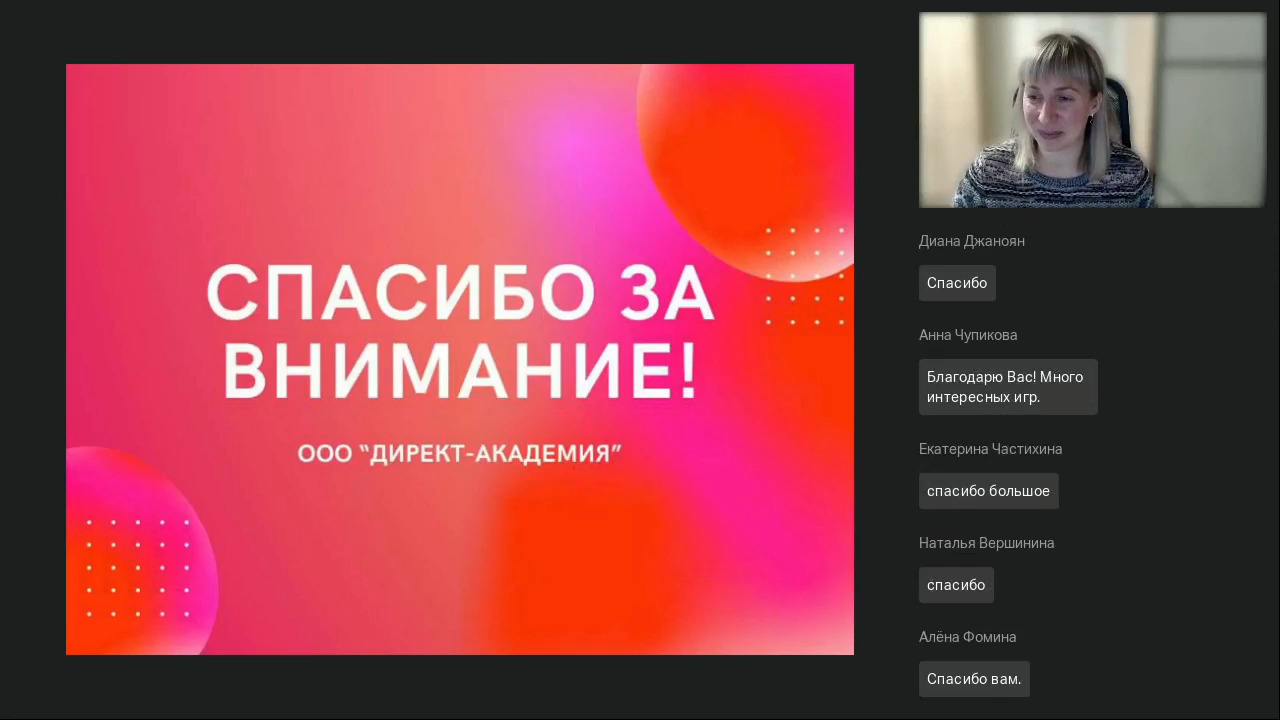 СПАСИБО ЗА
ВНИМАНИЕ!
ООО “ДИРЕКТ-АКАДЕМИЯ”
Диана Джаноян
Спасибо
Анна Чупикова
Благодарю Вас! Много
интересных игр.
Екатерина Частихина
спасибо большое
Наталья Вершинина
спасибо
Алёна Фомина
Спасибо вам.